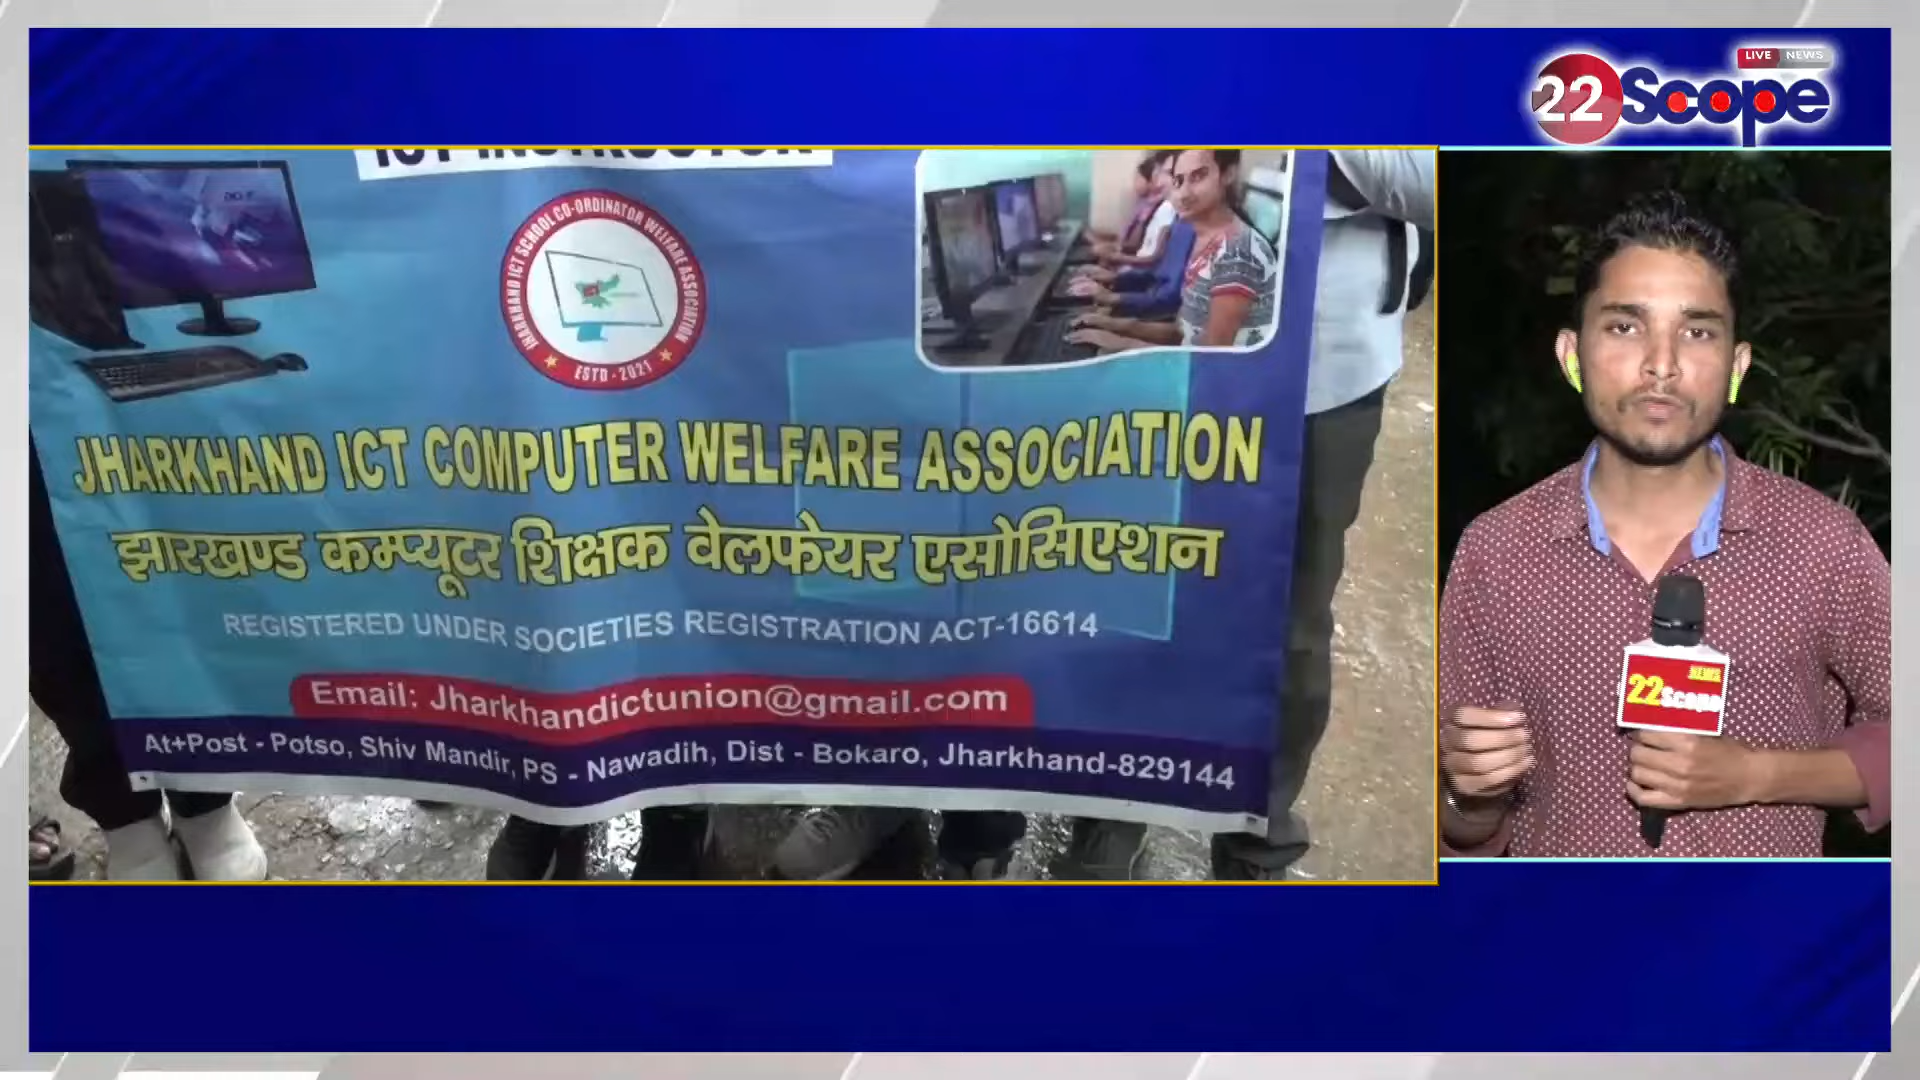 LIVE NEWS
22Scope
ICT INSTRUCTOR
JHARKHAND ICT SCHOOL CO-ORDINATOR WELFARE ASSOCIATION
ESTD - 2021
JHARKHAND ICT COMPUTER WELFARE ASSOCIATION
झारखण्ड कम्प्यूटर शिक्षक वेलफेयर एसोसिएशन
REGISTERED UNDER SOCIETIES REGISTRATION ACT-16614
Email: Jharkhandictunion@gmail.com
At+Post - Potso, Shiv Mandir, PS - Nawadih, Dist - Bokaro, Jharkhand-829144
NEWS
22Scope